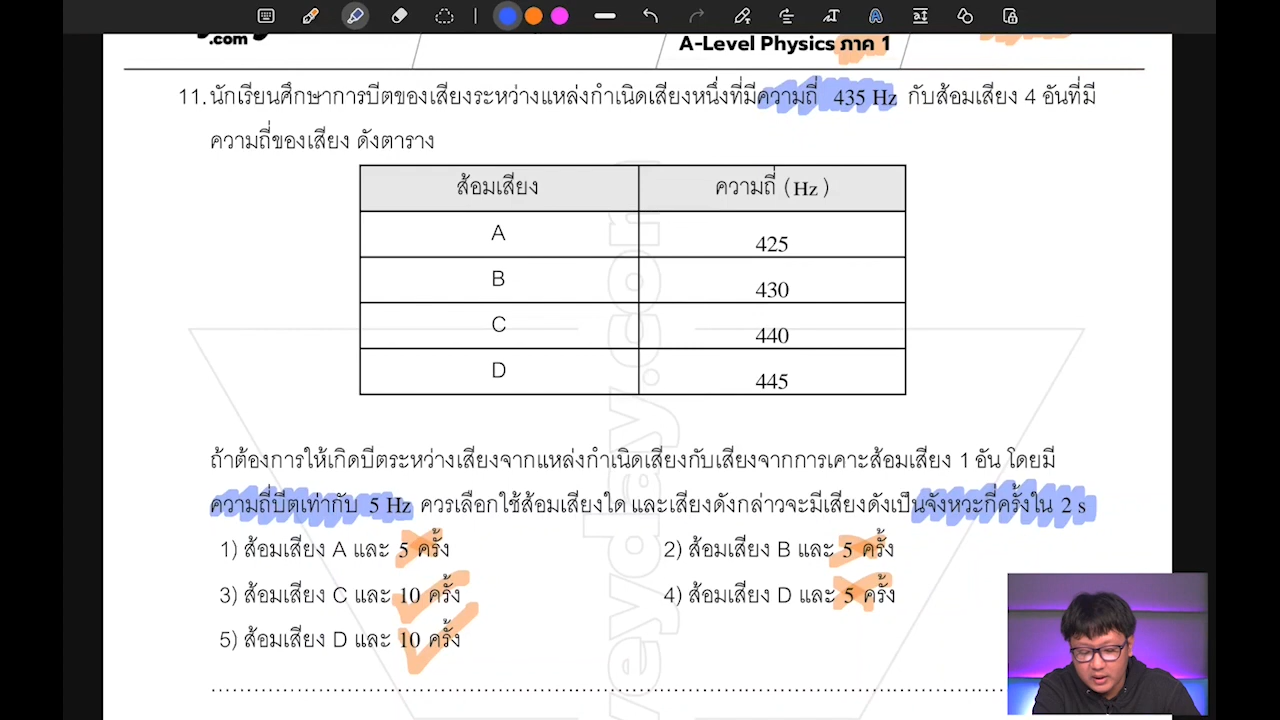 .com
A-Level Physics ภาค 1
11. นักเรียนศึกษาการบีตของเสียงระหว่างแหล่งกำเนิดเสียงหนึ่งที่มีความถี่ 435 Hz กับส้อมเสียง 4 อันที่มี
ความถี่ของเสียง ดังตาราง
ส้อมเสียง ความถี่ (Hz)
A 425
B 430
C 440
D 445
ถ้าต้องการให้เกิดบีตระหว่างเสียงจากแหล่งกำเนิดเสียงกับเสียงจากการเคาะส้อมเสียง 1 อัน โดยมี
ความถี่บีตเท่ากับ 5 Hz ควรเลือกใช้ส้อมเสียงใด และเสียงดังกล่าวจะมีเสียงดังเป็นจังหวะกี่ครั้งใน 2 s
1) ส้อมเสียง A และ 5 ครั้ง 2) ส้อมเสียง B และ 5 ครั้ง
3) ส้อมเสียง C และ 10 ครั้ง 4) ส้อมเสียง D และ 5 ครั้ง
5) ส้อมเสียง D และ 10 ครั้ง